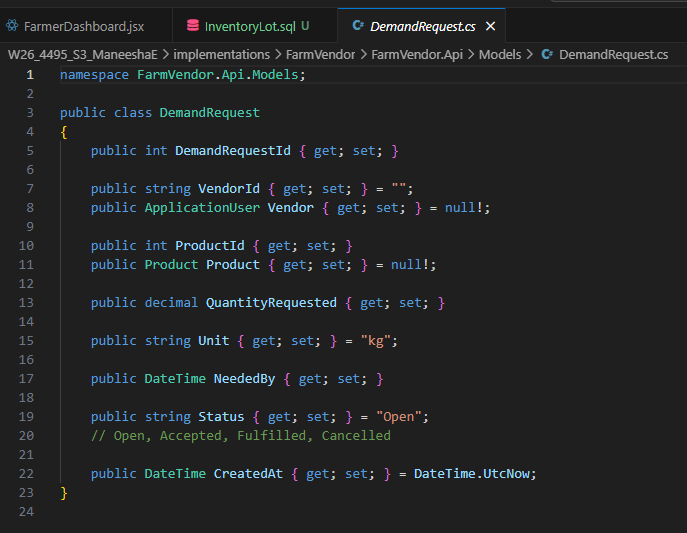 FarmerDashboard.jsx InventoryLot.sql U DemandRequest.cs
W26_4495_S3_ManeeshaE > implementations > FarmVendor > FarmVendor.Api > Models > DemandRequest.cs
1 namespace FarmVendor.Api.Models;
2
3 public class DemandRequest
4 {
5 public int DemandRequestId { get; set; }
6
7 public string VendorId { get; set; } = "";
8 public ApplicationUser Vendor { get; set; } = null!;
9
10 public int ProductId { get; set; }
11 public Product Product { get; set; } = null!;
12
13 public decimal QuantityRequested { get; set; }
14
15 public string Unit { get; set; } = "kg";
16
17 public DateTime NeededBy { get; set; }
18
19 public string Status { get; set; } = "Open";
20 // Open, Accepted, Fulfilled, Cancelled
21
22 public DateTime CreatedAt { get; set; } = DateTime.UtcNow;
23 }
24